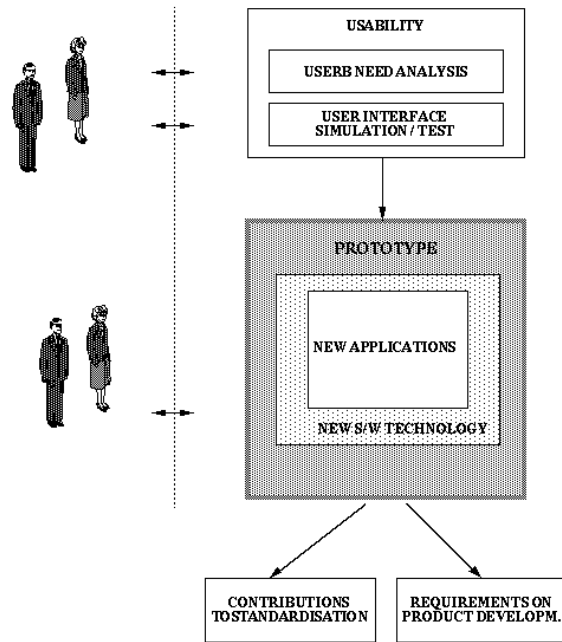 USABILITY
USERB NEED ANALYSIS
USER INTERFACE
SIMULATION / TEST
PROTOTYPE
NEW APPLICATIONS
NEW S/W TECHNOLOGY
CONTRIBUTIONS
TOSTANDARDISATION
REQUIREMENTS ON
PRODUCT DEVELOPM.